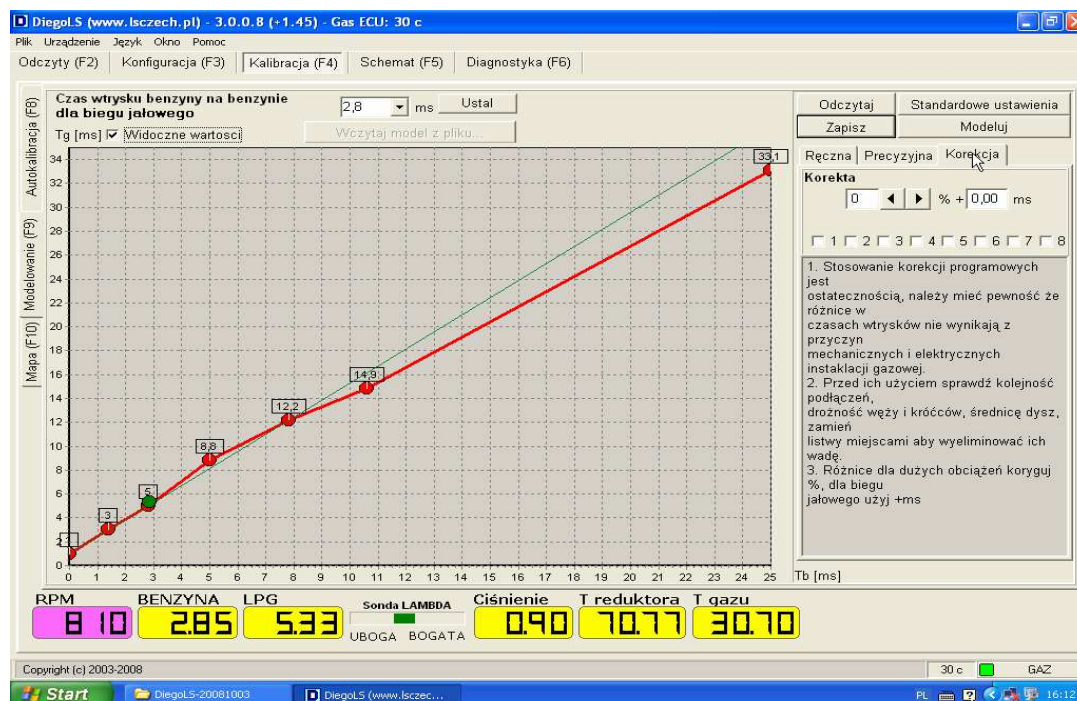 DiegoLS (www.lsczech.pl) - 3.0.0.8 (+1.45) - Gas ECU: 30 c
Plik Urządzenie Język Okno Pomoc
Odczyty (F2) Konfiguracja (F3) Kalibracja (F4) Schemat (F5) Diagnostyka (F6)
Autokalibracja (F8)
Modelowanie (F9)
Mapa (F10)
Czas wtrysku benzyny na benzynie
dla biegu jałowego
2,8 ms Ustal
Tg [ms] Widoczne wartosci
Wczytaj model z pliku...
34
32
30
28
26
24
22
20
18
16
14
12
10
8
6
4
2
0
33,1
14,9
12,2
8,8
5
3
0 1 2 3 4 5 6 7 8 9 10 11 12 13 14 15 16 17 18 19 20 21 22 23 24 25
Tb [ms]
Odczytaj Standardowe ustawienia
Zapisz Modeluj
Ręczna Precyzyjna Korekcja
Korekta
0 % + 0,00 ms
1 2 3 4 5 6 7 8
1. Stosowanie korekcji programowych
jest
ostatecznością, należy mieć pewność że
różnice w
czasach wtrysków nie wynikają z
przyczyn
mechanicznych i elektrycznych
instaklacji gazowej.
2. Przed ich użyciem sprawdź kolejność
podłączeń,
drożność węży i króćców, średnicę dysz,
zamień
listwy miejscami aby wyeliminować ich
wadę.
3. Różnice dla dużych obciążeń koryguj
%, dla biegu
jałowego użyj +ms
RPM BENZYNA LPG Sonda LAMBDA Ciśnienie T reduktora T gazu
810 2.85 5.33 0.90 70.77 30.70
UBOGA BOGATA
Copyright (c) 2003-2008 30 c GAZ
Start DiegoLS-20081003 DiegoLS (www.lsczec... PL 16:12